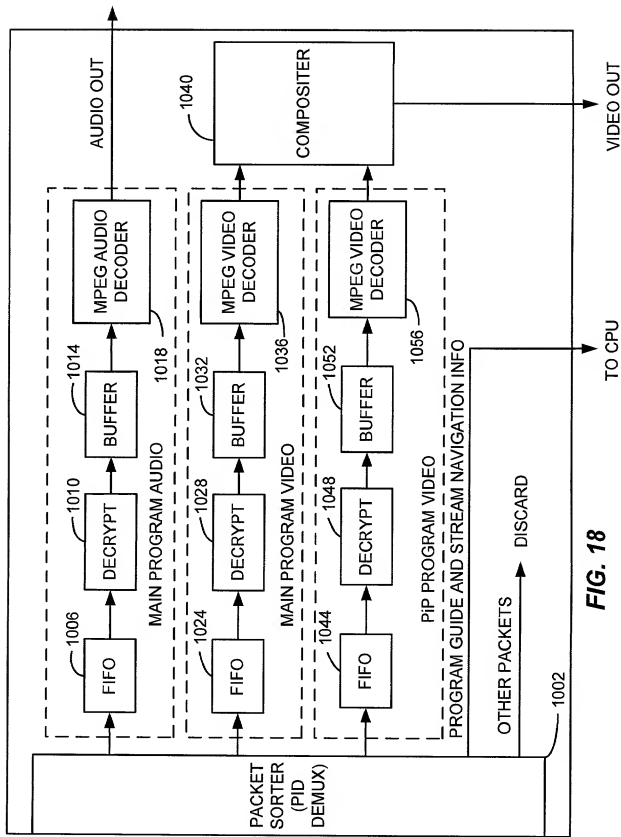 PACKET
SORTER
(PID
DEMUX)
1002
FIFO
1006
DECRYPT
1010
BUFFER
1014
MPEG AUDIO
DECODER
1018
MAIN PROGRAM AUDIO
AUDIO OUT
FIFO
1024
DECRYPT
1028
BUFFER
1032
MPEG VIDEO
DECODER
1036
MAIN PROGRAM VIDEO
COMPOSITER
1040
VIDEO OUT
FIFO
1044
DECRYPT
1048
BUFFER
1052
MPEG VIDEO
DECODER
1056
PiP PROGRAM VIDEO
PROGRAM GUIDE AND STREAM NAVIGATION INFO
TO CPU
OTHER PACKETS
DISCARD
FIG. 18